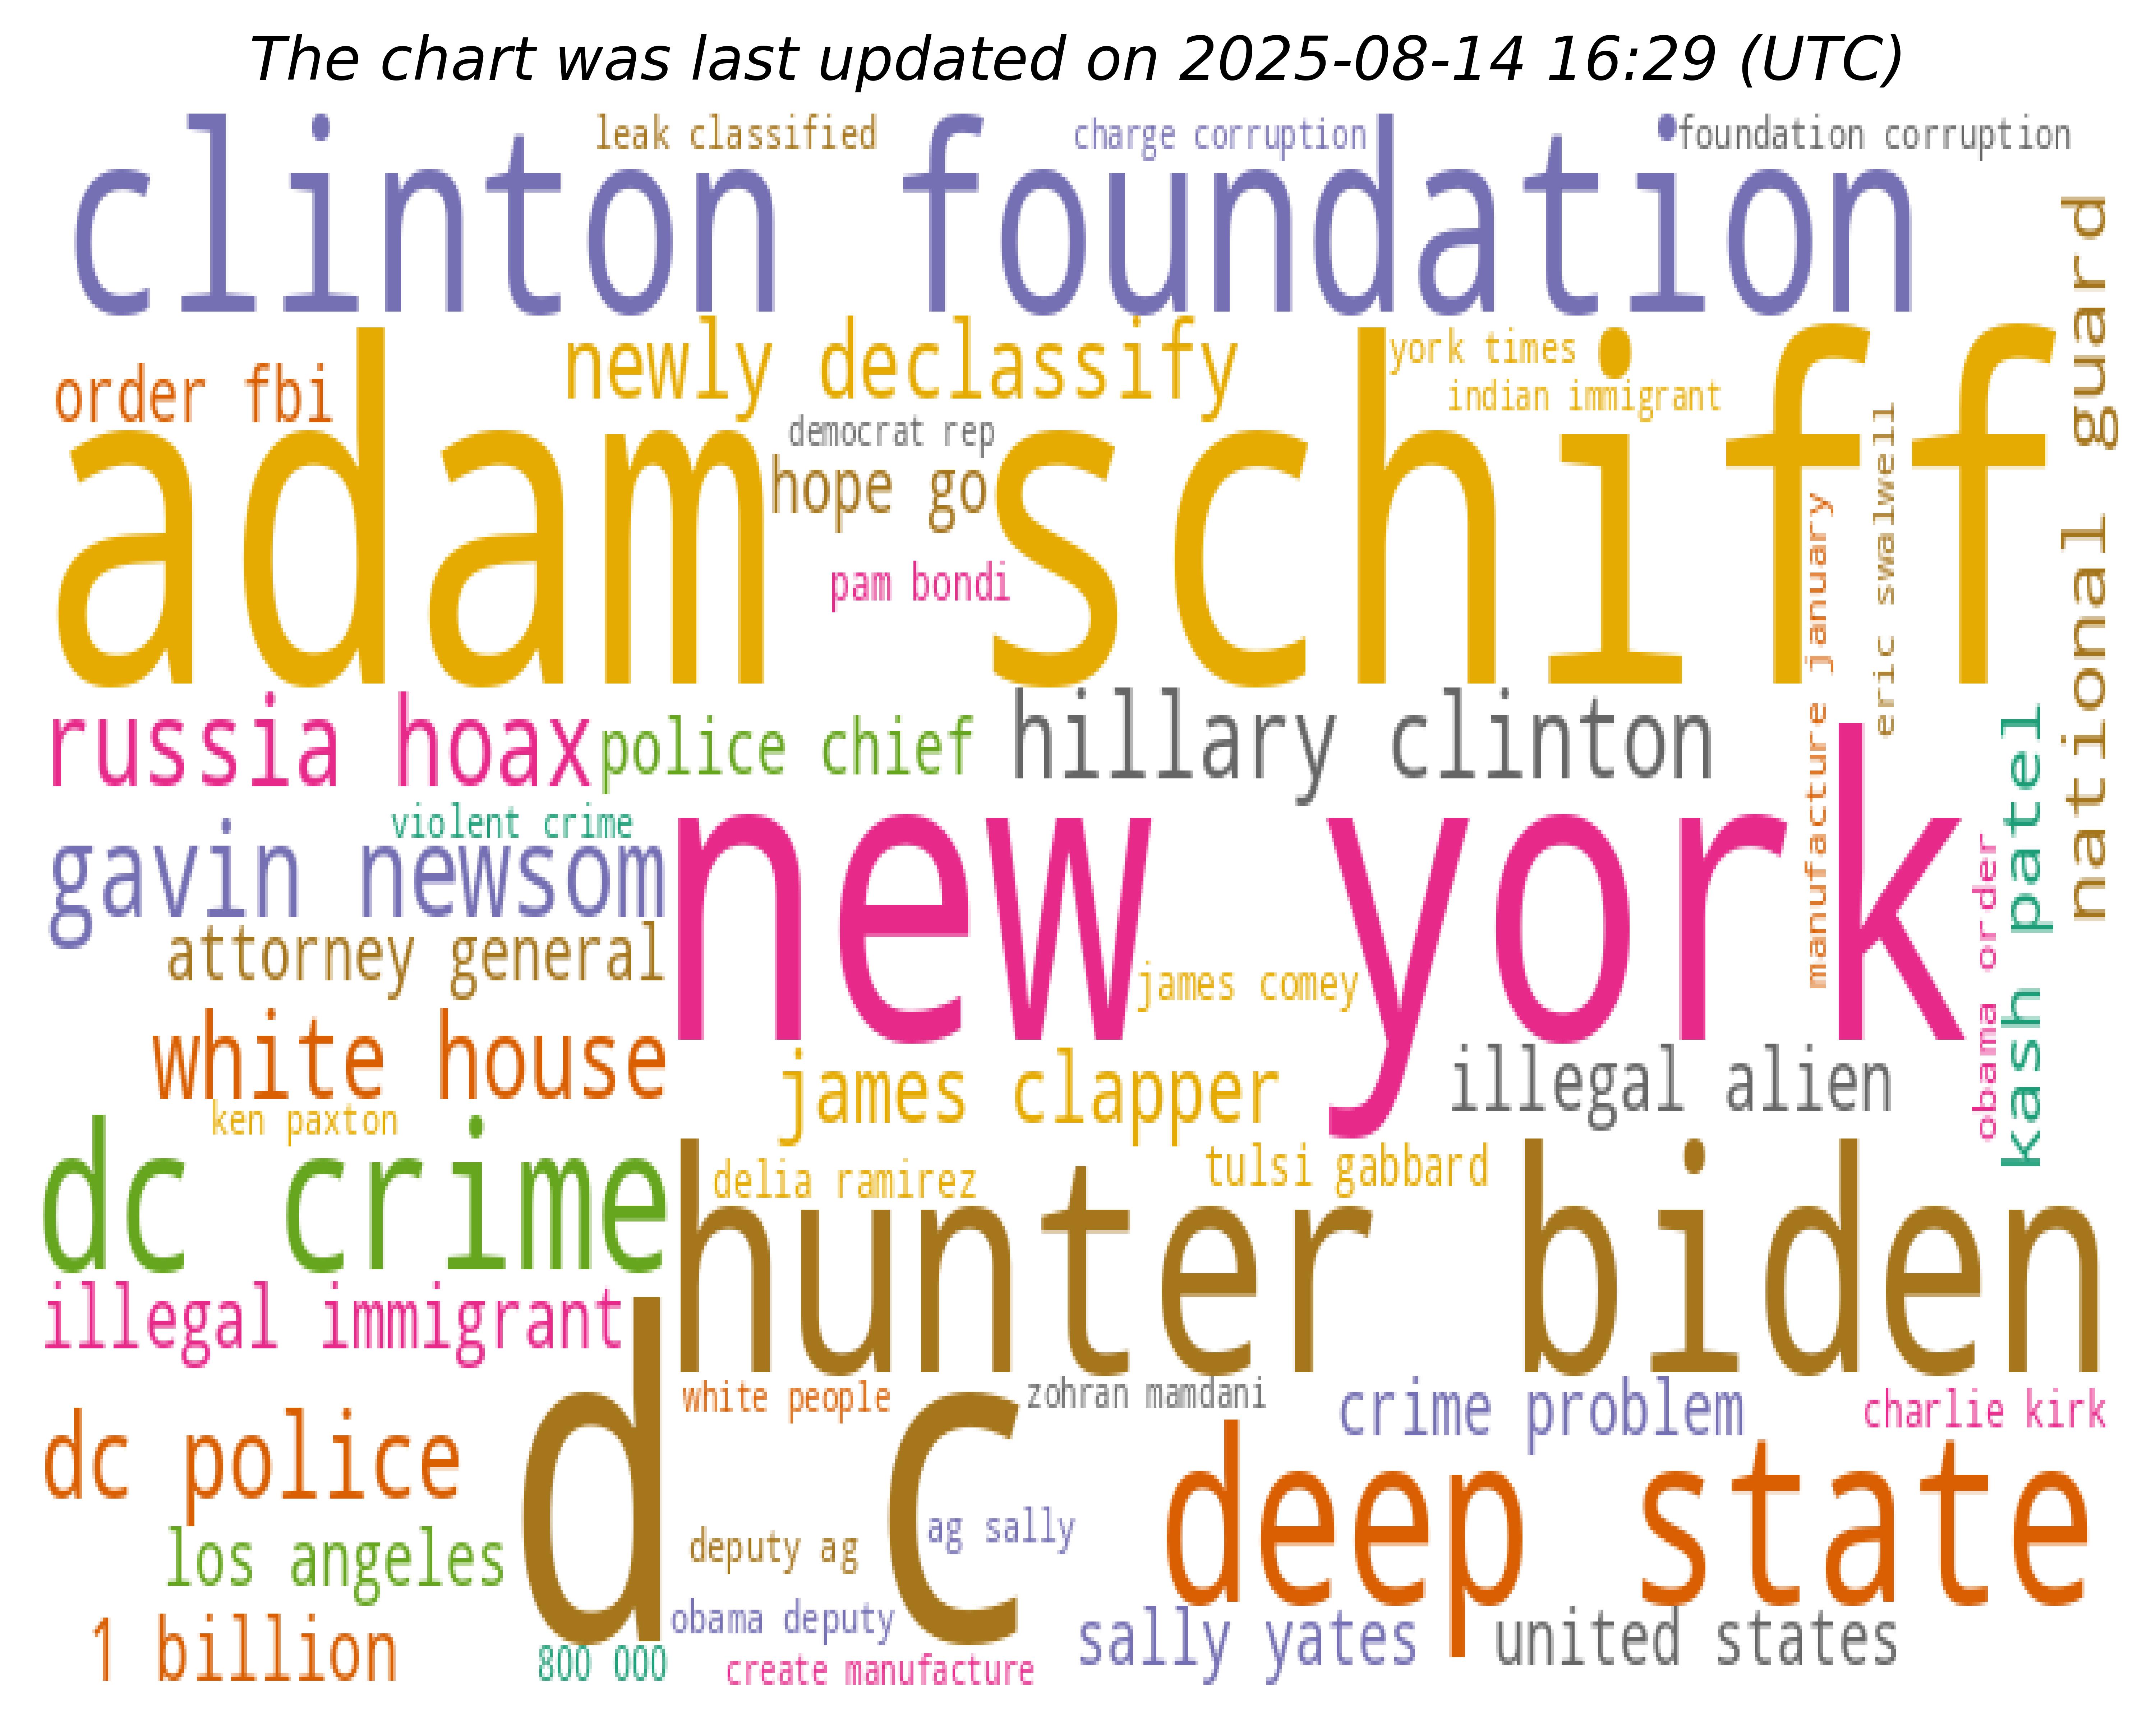 The chart was last updated on 2025-08-14 16:29 (UTC)
leak classified
charge corruption
foundation corruption
clinton foundation
national guard
newly declassify
york times
order fbi
indian immigrant
democrat rep
adam schiff
hope go
eric swalwell
pam bondi
manufacture january
russia hoax
police chief
hillary clinton
kash patel
violent crime
gavin newsom
new york
obama order
attorney general
james comey
white house
james clapper
illegal alien
ken paxton
dc crime
delia ramirez
tulsi gabbard
hunter biden
illegal immigrant
d c
white people
zohran mamdani
crime problem
charlie kirk
dc police
deep state
ag sally
deputy ag
los angeles
obama deputy
sally yates
united states
1 billion
800 000
create manufacture